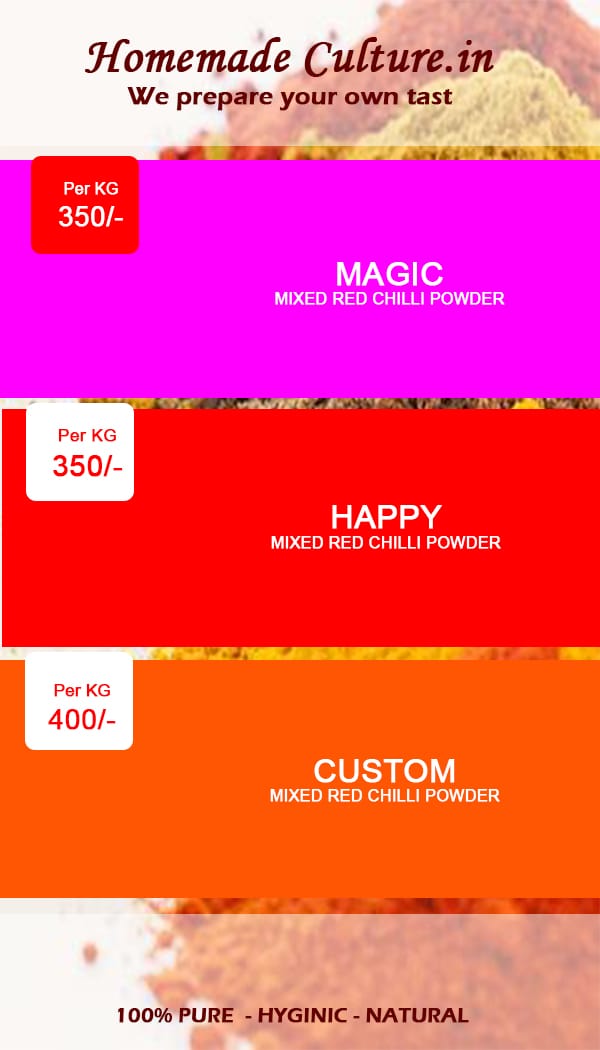 Homemade Culture.in
We prepare your own tast
Per KG
350/-
MAGIC
MIXED RED CHILLI POWDER
Per KG
350/-
HAPPY
MIXED RED CHILLI POWDER
Per KG
400/-
CUSTOM
MIXED RED CHILLI POWDER
100% PURE - HYGINIC - NATURAL